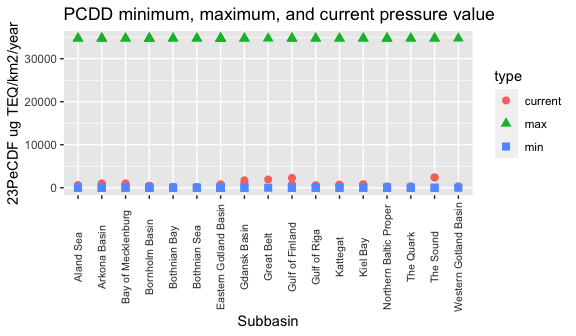 PCDD minimum, maximum, and current pressure value
23PeCDF ug TEQ/km2/year
30000
20000
10000
0
Aland Sea
Arkona Basin
Bay of Mecklenburg
Bornholm Basin
Bothnian Bay
Bothnian Sea
Eastern Gotland Basin
Gdansk Basin
Great Belt
Gulf of Finland
Gulf of Riga
Kattegat
Kiel Bay
Northern Baltic Proper
The Quark
The Sound
Western Gotland Basin
Subbasin
type
current
max
min